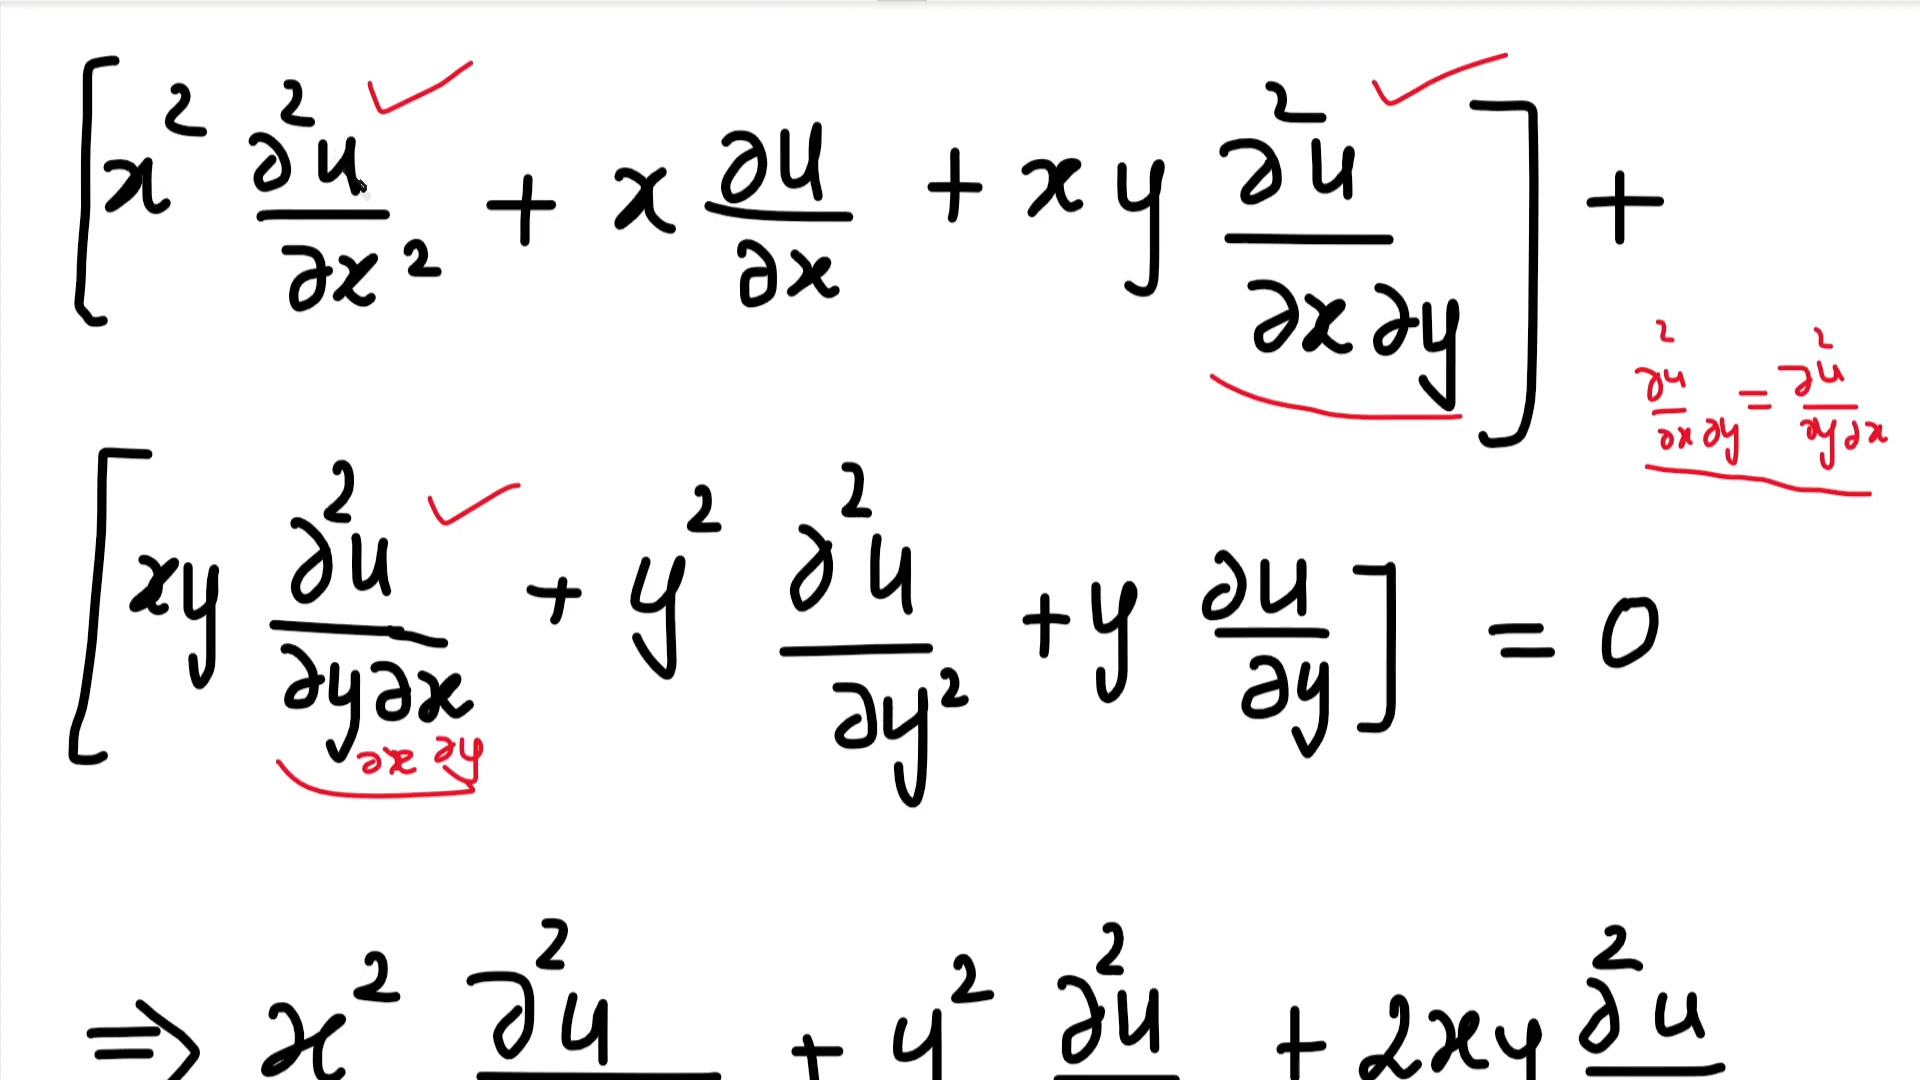 [x² ∂²u/∂x² + x ∂u/∂x + xy ∂²u/∂x∂y] +
∂²u/∂x∂y = ∂²u/∂y∂x
[xy ∂²u/∂y∂x + y² ∂²u/∂y² + y ∂u/∂y] = 0
∂x ∂y
⇒ x² ∂²u + y² ∂²u + 2xy ∂²u